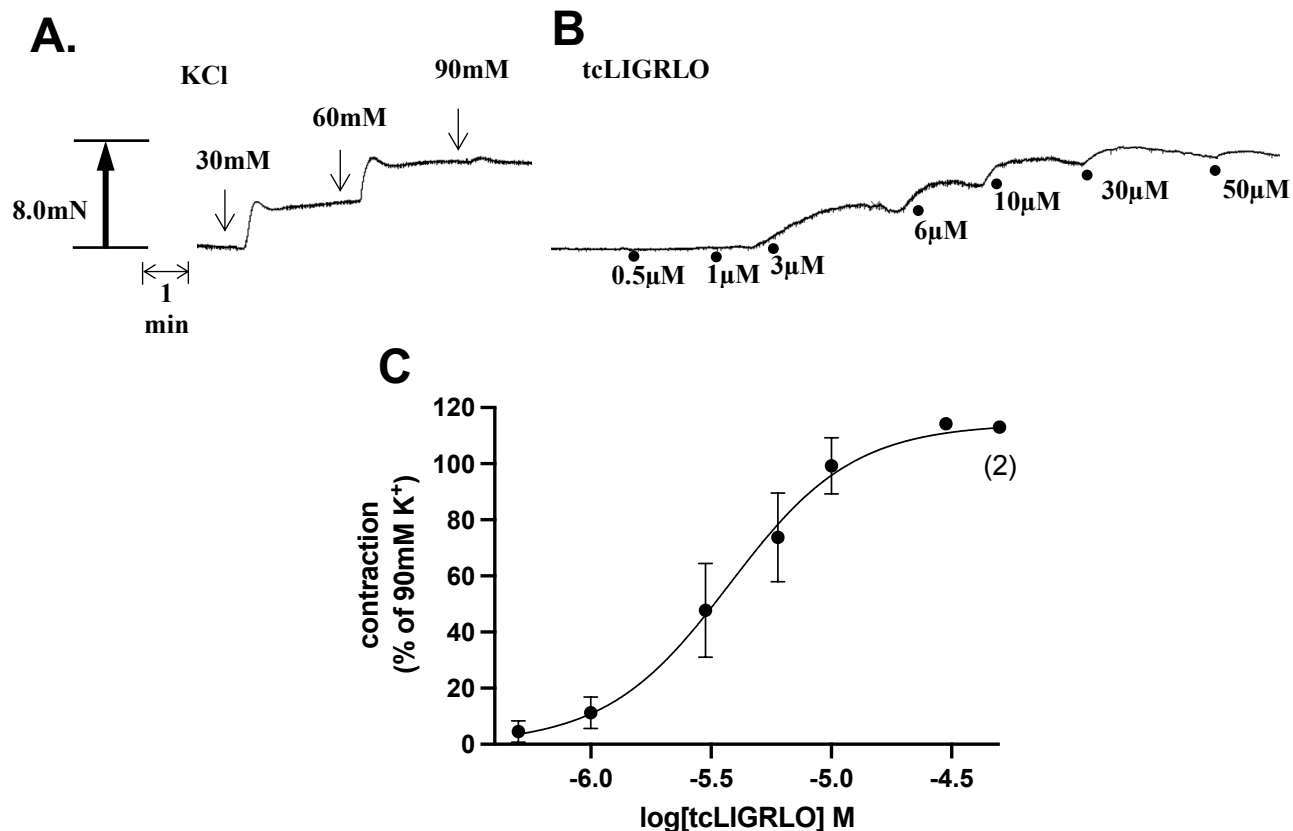 A.
KCl
30mM
60mM
90mM
8.0mN
1
min
B
tcLIGRLO
0.5µM
1µM
3µM
6µM
10µM
30µM
50µM
C
contraction
(% of 90mM K⁺)
120
100
80
60
40
20
0
(2)
-6.0
-5.5
-5.0
-4.5
log[tcLIGRLO] M